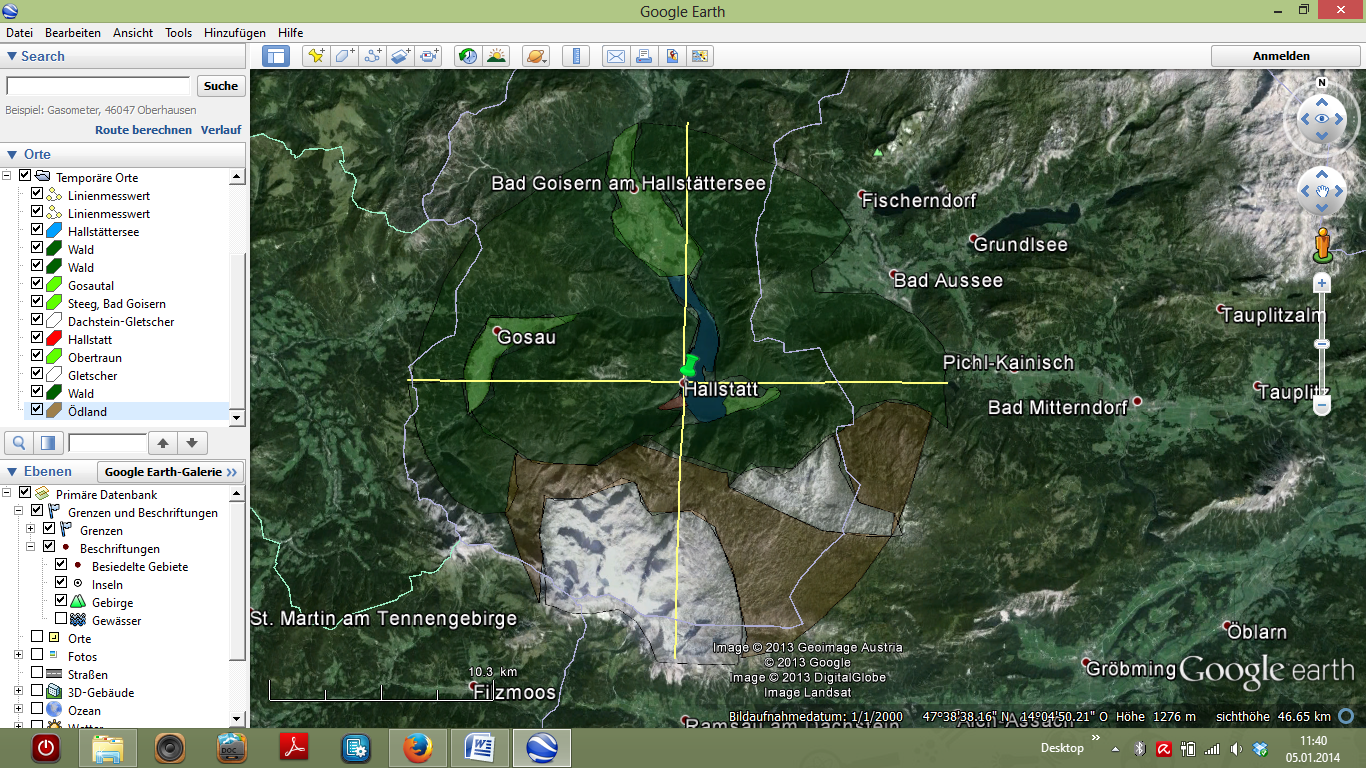 Google Earth
Datei Bearbeiten Ansicht Tools Hinzufügen Hilfe
Search
Suche
Beispiel: Gasometer, 46047 Oberhausen
Route berechnen Verlauf
Orte
Temporäre Orte
Linienmesswert
Linienmesswert
Hallstättersee
Wald
Wald
Gosautal
Steeg, Bad Goisern
Dachstein-Gletscher
Hallstatt
Obertraun
Gletscher
Wald
Ödland
Ebenen
Google Earth-Galerie »
Primäre Datenbank
Grenzen und Beschriftungen
Grenzen
Beschriftungen
Besiedelte Gebiete
Inseln
Gebirge
Gewässer
Orte
Fotos
Straßen
3D-Gebäude
Ozean
Wetter
Anmelden
N
Bad Goisern am Hallstättersee
Fischerndorf
Grundlsee
Bad Aussee
Tauplitzalm
Gosau
Pichl-Kainisch
Hallstatt
Tauplitz
Bad Mitterndorf
St. Martin am Tennengebirge
Öblarn
Gröbming
Filzmoos
Ramsau am Dachstein
10.3 km
Image © 2013 Geoimage Austria
© 2013 Google
Image © 2013 DigitalGlobe
Image Landsat
Google earth
Bildaufnahmedatum: 1/1/2000 47°38'38.16" N 14°04'50.21" O Höhe 1276 m sichthöhe 46.65 km
DOC
W
Desktop »
11:40
05.01.2014